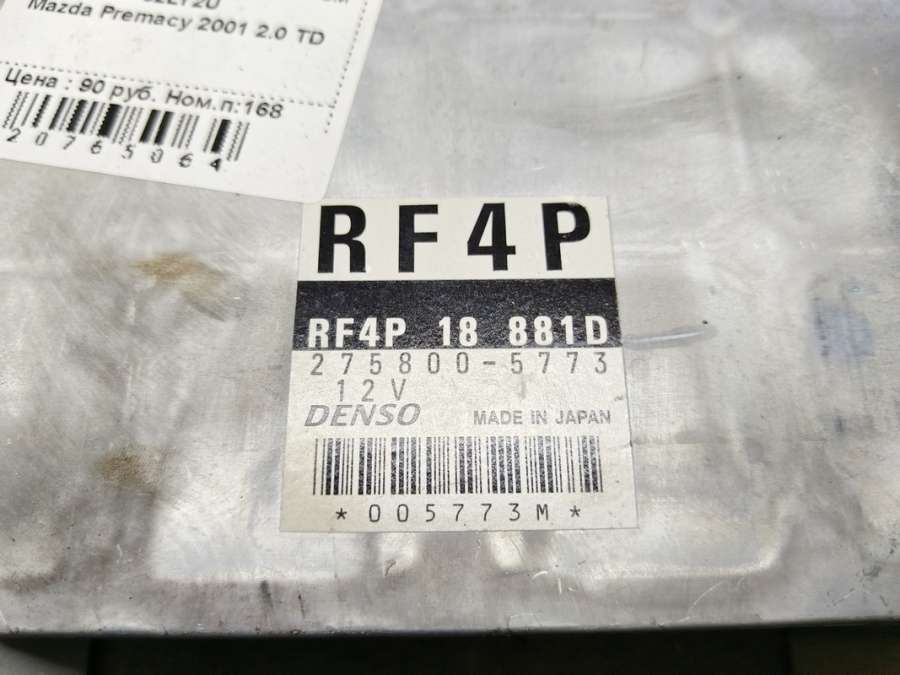 Mazda Premacy 2001 2.0 TD
Цена : 90 руб. Ном.п:168
20765064
RF4P
RF4P 18 881D
275800-5773
12V
DENSO MADE IN JAPAN
*005773M*